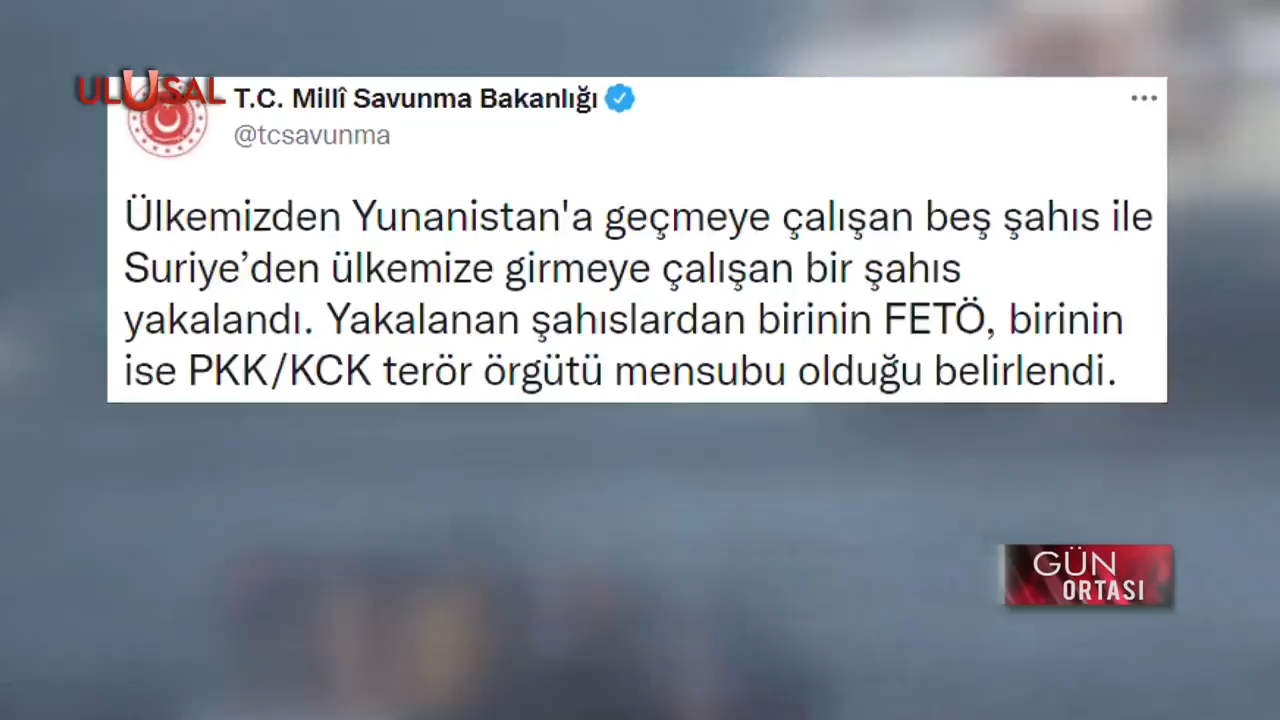 ULUSAL
T.C. Millî Savunma Bakanlığı
@tcsavunma
Ülkemizden Yunanistan'a geçmeye çalışan beş şahıs ile
Suriye’den ülkemize girmeye çalışan bir şahıs
yakalandı. Yakalanan şahıslardan birinin FETÖ, birinin
ise PKK/KCK terör örgütü mensubu olduğu belirlendi.
GÜN
ORTASI